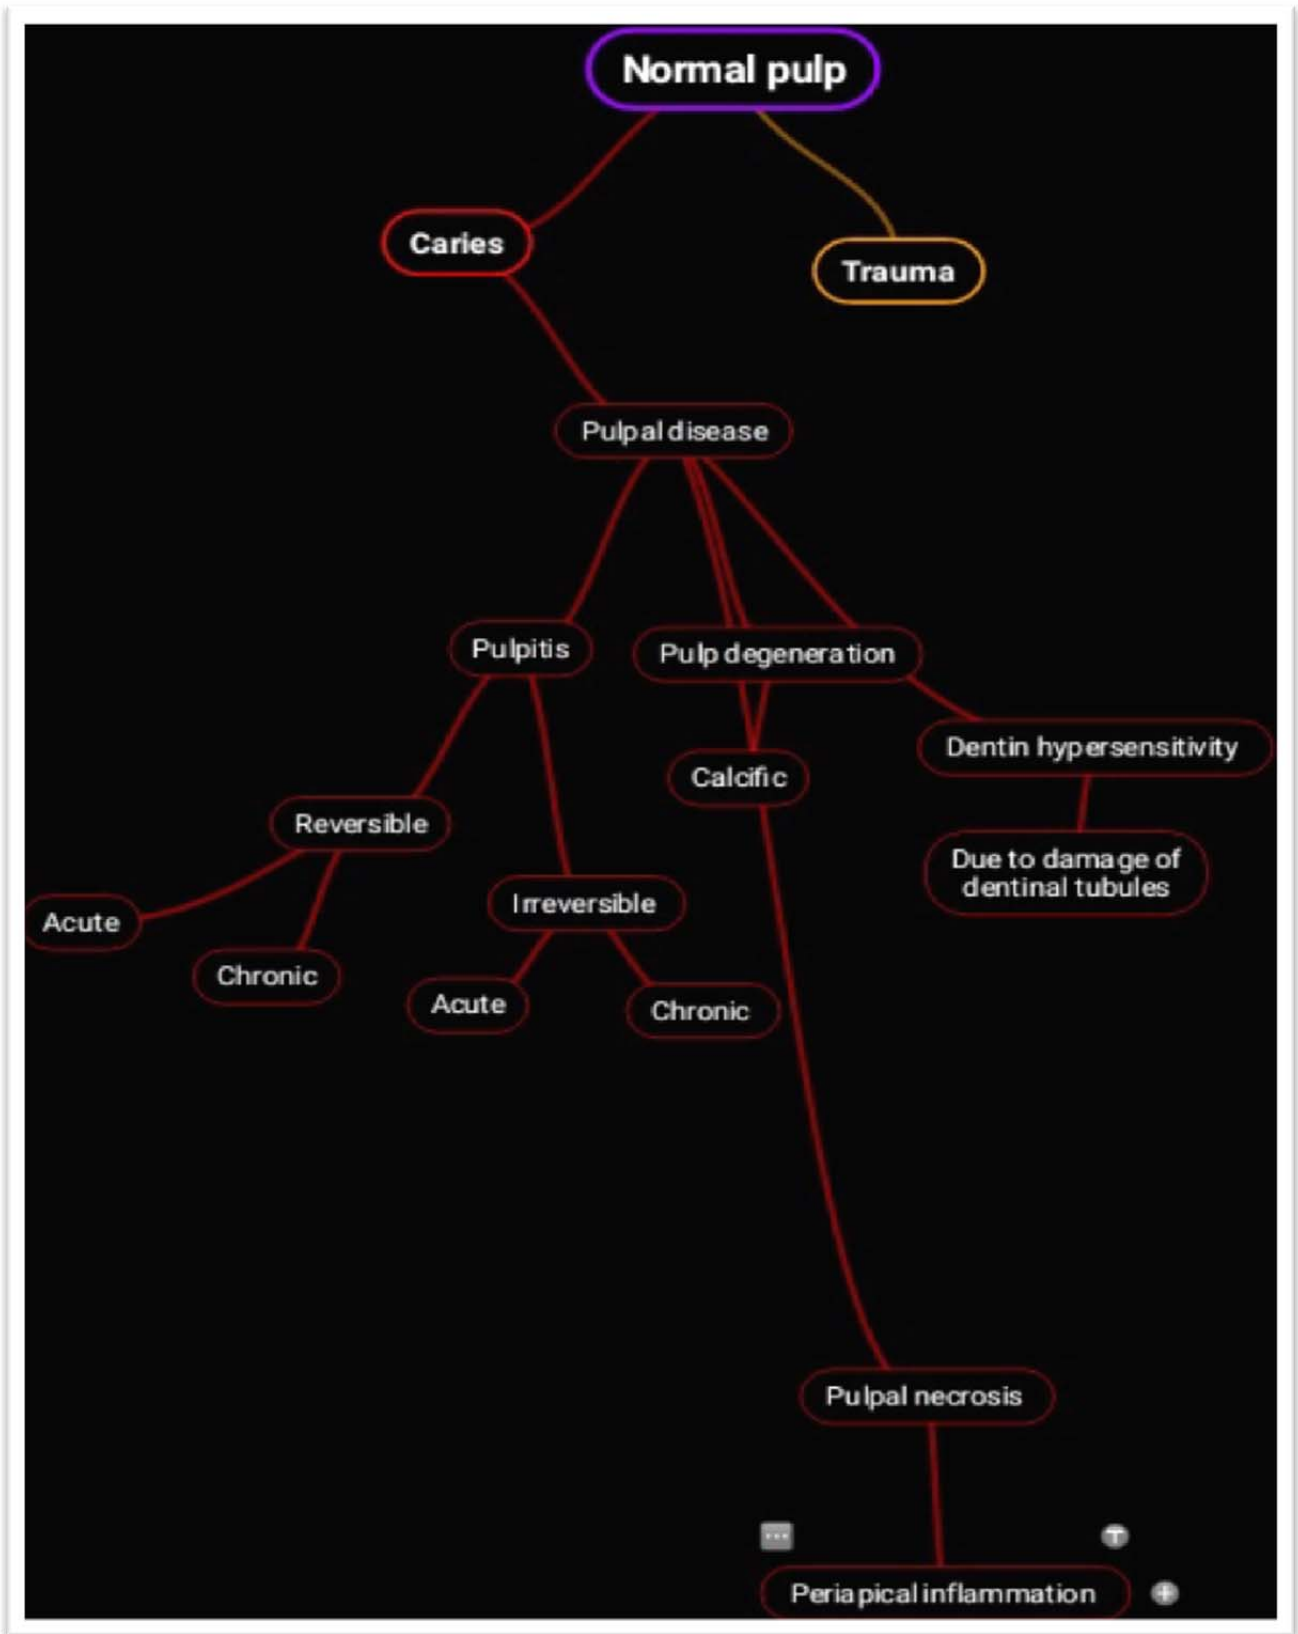 Normal pulp
Caries
Trauma
Pulpal disease
Pulpitis
Pulp degeneration
Dentin hypersensitivity
Calcific
Reversible
Due to damage of
dentinal tubules
Irreversible
Acute
Chronic
Acute
Chronic
Pulpal necrosis
Periapical inflammation